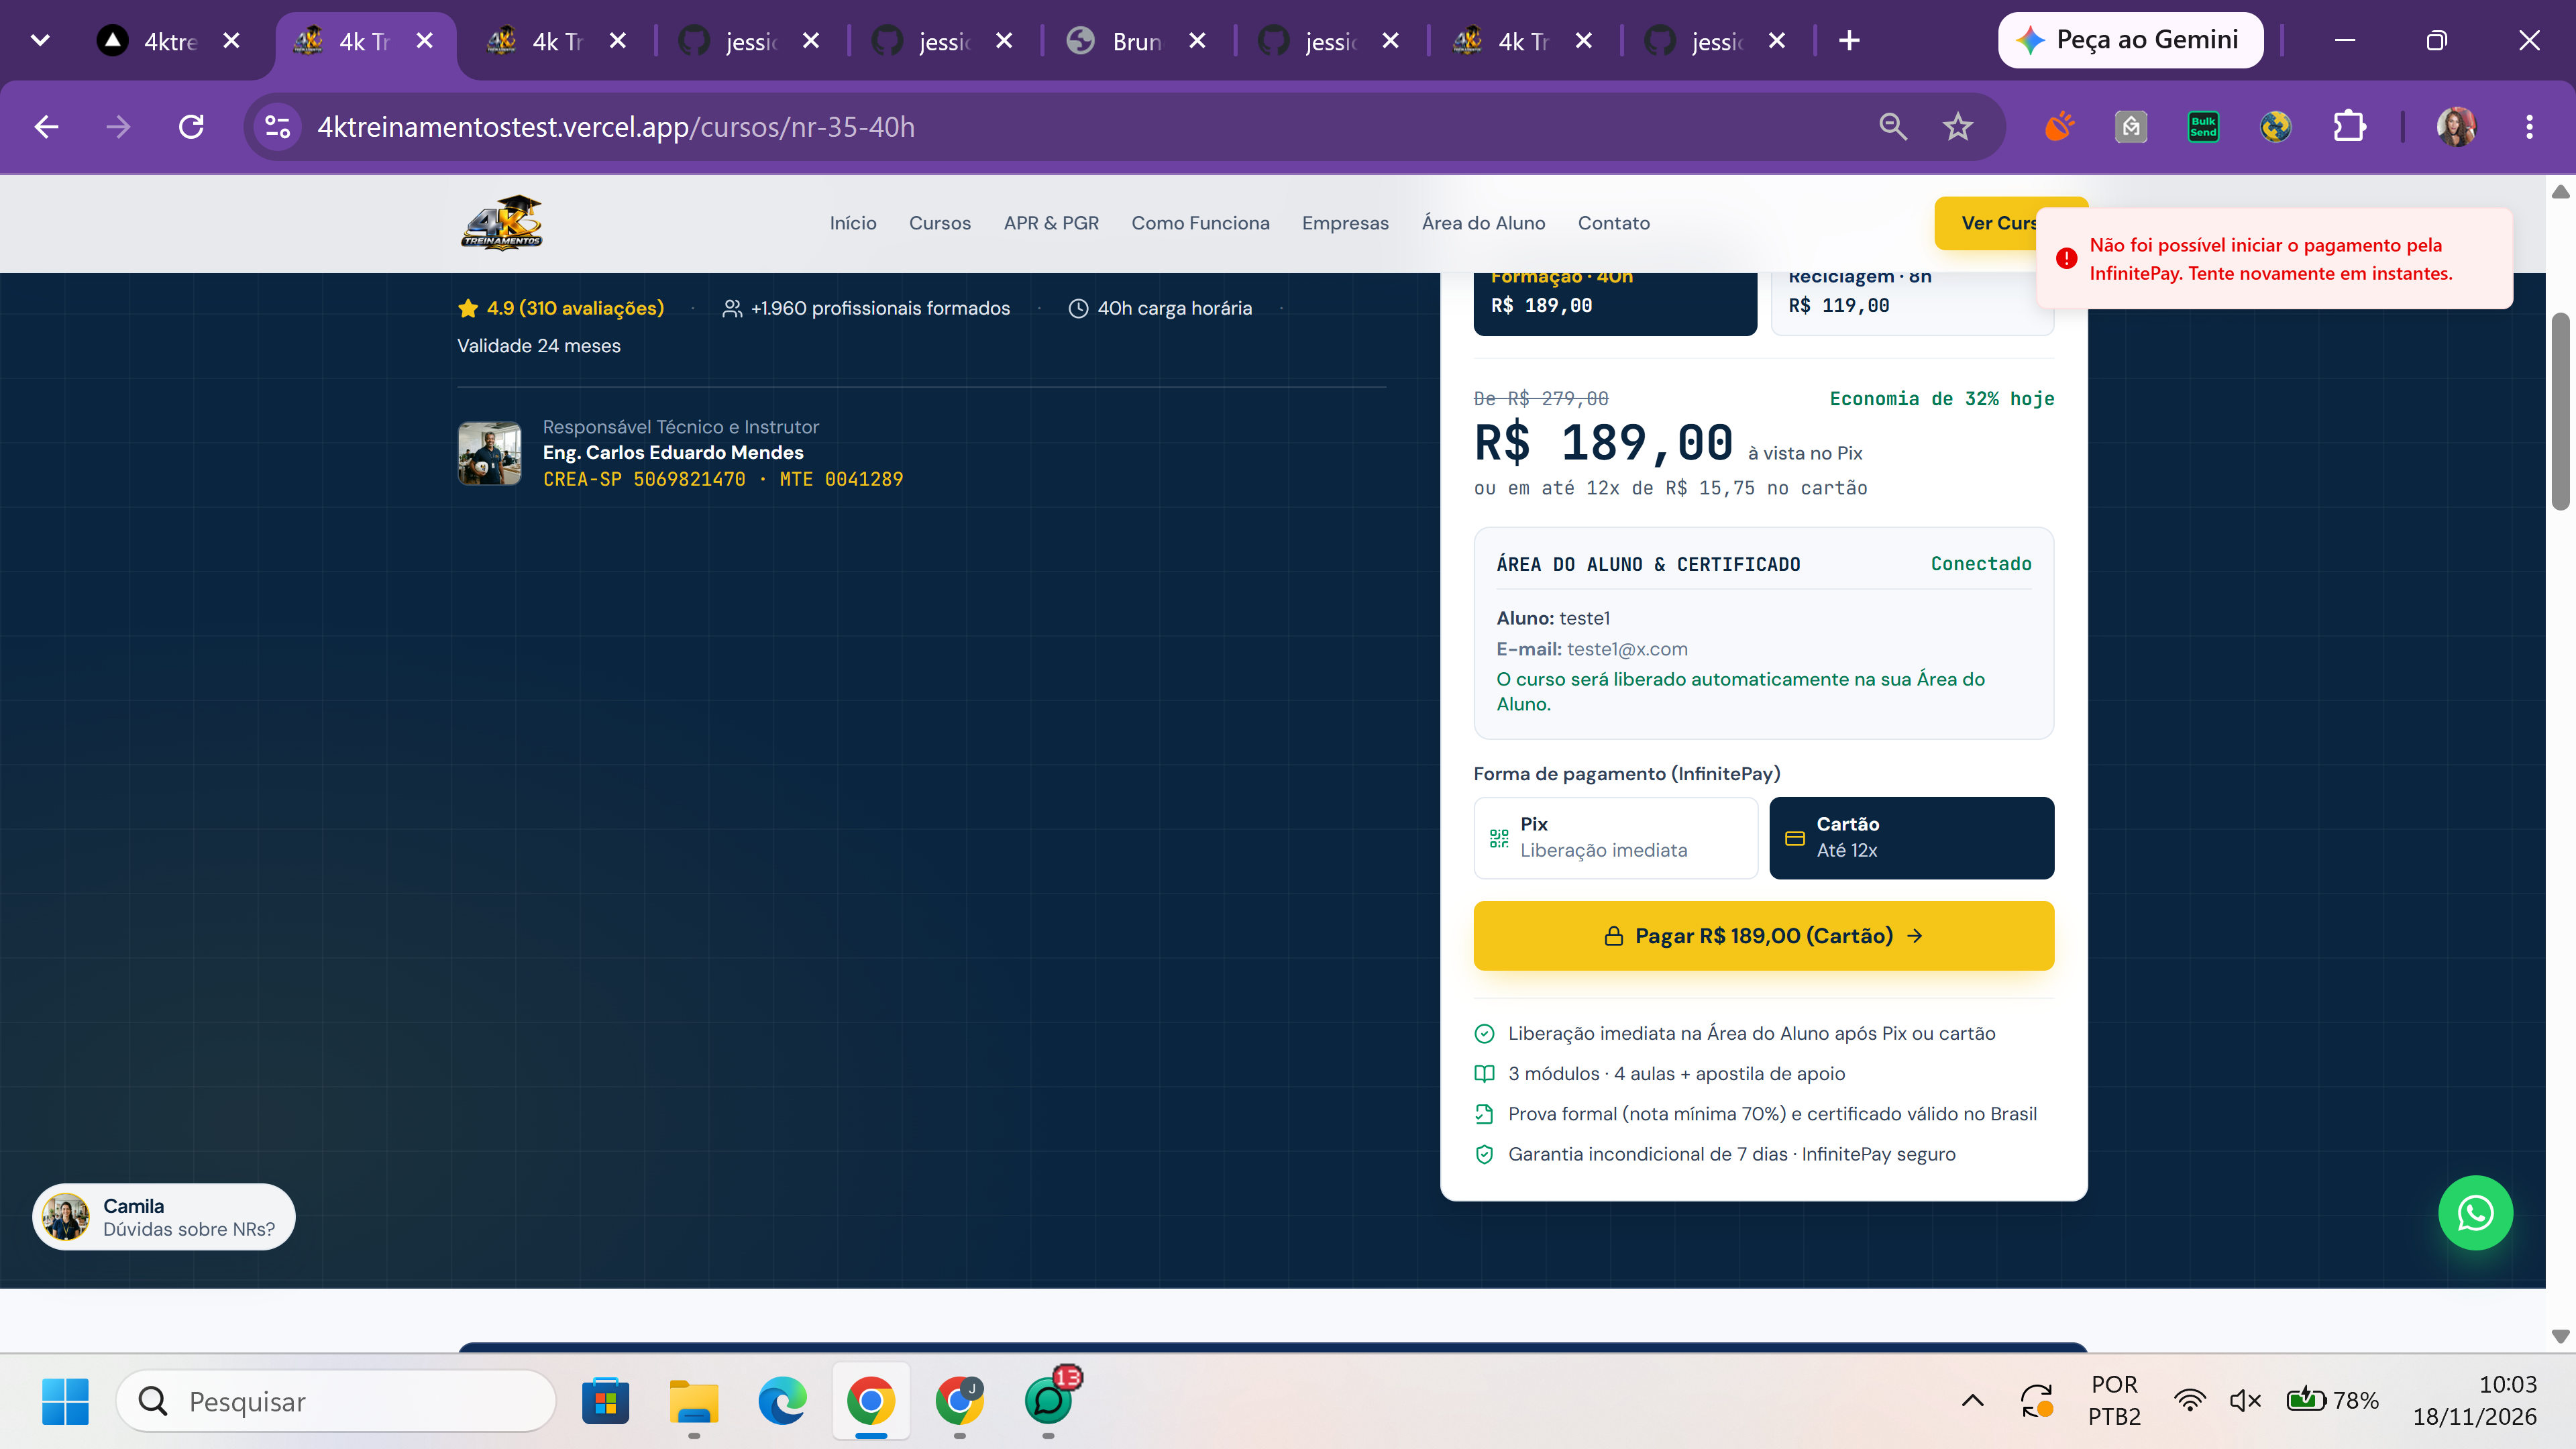 4ktre
4k Tr
4k Tr
jessic
jessic
Brun
jessic
4k Tr
jessic
Peça ao Gemini
4ktreinamentostest.vercel.app/cursos/nr-35-40h
Bulk
Send
4K
TREINAMENTOS
Início
Cursos
APR & PGR
Como Funciona
Empresas
Área do Aluno
Contato
Ver Curs
Não foi possível iniciar o pagamento pela
InfinitePay. Tente novamente em instantes.
4.9 (310 avaliações)
+1.960 profissionais formados
40h carga horária
Validade 24 meses
Responsável Técnico e Instrutor
Eng. Carlos Eduardo Mendes
CREA-SP 5069821470 · MTE 0041289
Formação · 40h
R$ 189,00
Reciclagem · 8h
R$ 119,00
De R$ 279,00
Economia de 32% hoje
R$ 189,00 à vista no Pix
ou em até 12x de R$ 15,75 no cartão
ÁREA DO ALUNO & CERTIFICADO
Conectado
Aluno: teste1
E-mail: teste1@x.com
O curso será liberado automaticamente na sua Área do
Aluno.
Forma de pagamento (InfinitePay)
Pix
Liberação imediata
Cartão
Até 12x
Pagar R$ 189,00 (Cartão) →
Liberação imediata na Área do Aluno após Pix ou cartão
3 módulos · 4 aulas + apostila de apoio
Prova formal (nota mínima 70%) e certificado válido no Brasil
Garantia incondicional de 7 dias · InfinitePay seguro
Camila
Dúvidas sobre NRs?
Pesquisar
J
13
POR
PTB2
78%
10:03
18/11/2026